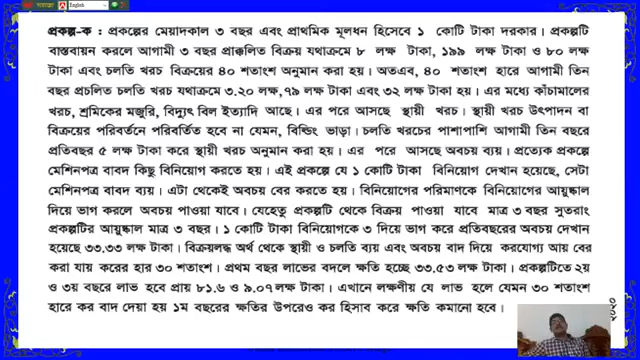 English
প্রকল্প-ক : প্রকল্পের মেয়াদকাল ৩ বছর এবং প্রাথমিক মূলধন হিসেবে ১ কোটি টাকা দরকার। প্রকল্পটি
বাস্তবায়ন করলে আগামী ৩ বছর প্রাক্কলিত বিক্রয় যথাক্রমে ৮ লক্ষ টাকা, ১৯৯ লক্ষ টাকা ও ৮০ লক্ষ
টাকা এবং চলতি খরচ বিক্রয়ের ৪০ শতাংশ অনুমান করা হয়। অতএব, ৪০ শতাংশ হারে আগামী তিন
বছর প্রচলিত চলতি খরচ যথাক্রমে ৩.২০ লক্ষ,৭৯ লক্ষ টাকা এবং ৩২ লক্ষ টাকা হয়। এর মধ্যে কাঁচামালের
খরচ, শ্রমিকের মজুরি, বিদ্যুৎ বিল ইত্যাদি আছে। এর পরে আসছে স্থায়ী খরচ। স্থায়ী খরচ উৎপাদন বা
বিক্রয়ের পরিবর্তনে পরিবর্তিত হবে না যেমন, বিল্ডিং ভাড়া। চলতি খরচের পাশাপাশি আগামী তিন বছরে
প্রতিবছর ৫ লক্ষ টাকা করে স্থায়ী খরচ অনুমান করা হয়। এর পরে আসছে অবচয় ব্যয়। প্রত্যেক প্রকল্পে
মেশিনপত্র বাবদ কিছু বিনিয়োগ করতে হয়। এই প্রকল্পে যে ১ কোটি টাকা বিনিয়োগ দেখান হয়েছে, সেটা
মেশিনপত্র বাবদ ব্যয়। এটা থেকেই অবচয় বের করতে হয়। বিনিয়োগের পরিমাণকে বিনিয়োগের আয়ুষ্কাল
দিয়ে ভাগ করলে অবচয় পাওয়া যাবে। যেহেতু প্রকল্পটি থেকে বিক্রয় পাওয়া যাবে মাত্র ৩ বছর সুতরাং
প্রকল্পটির আয়ুষ্কাল মাত্র ৩ বছর। ১ কোটি টাকা বিনিয়োগকে ৩ দিয়ে ভাগ করে প্রতিবছরের অবচয় দেখান
হয়েছে ৩৩.৩৩ লক্ষ টাকা। বিক্রয়লব্ধ অর্থ থেকে স্থায়ী ও চলতি ব্যয় এবং অবচয় বাদ দিয়ে করযোগ্য আয় বের
করা যায় করের হার ৩০ শতাংশ। প্রথম বছর লাভের বদলে ক্ষতি হচ্ছে ৩৩.৫৩ লক্ষ টাকা। প্রকল্পটিতে ২য়
ও ৩য় বছরে লাভ হবে প্রায় ৮১.৬ ও ৯.০৭ লক্ষ টাকা। এখানে লক্ষণীয় যে লাভ হলে যেমন ৩০ শতাংশ
হারে কর বাদ দেয়া হয় ১ম বছরের ক্ষতির উপরেও কর হিসাব করে ক্ষতি কমানো হবে।
২০২০